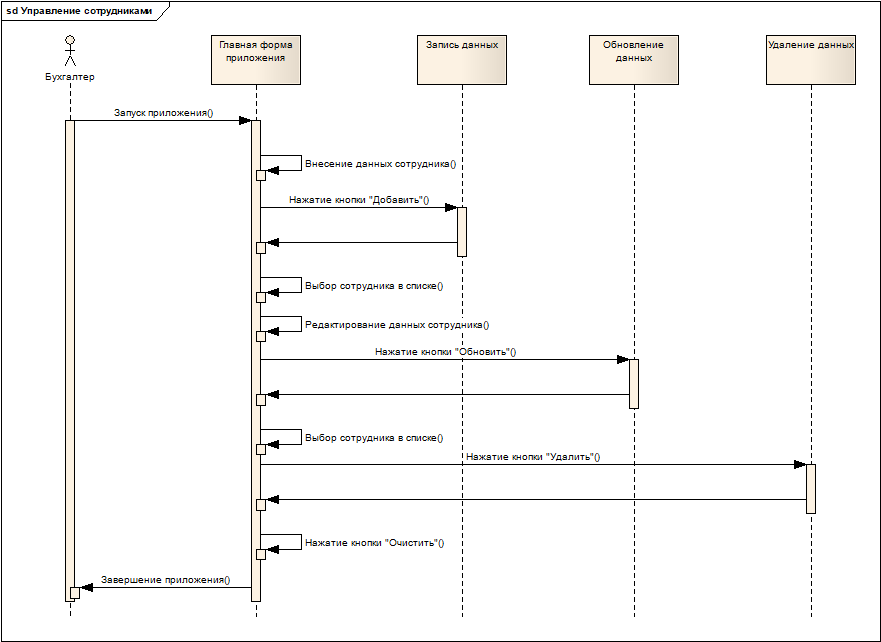 sd Управление сотрудниками
Бухгалтер
Главная форма
приложения
Запись данных
Обновление
данных
Удаление данных
Запуск приложения()
Внесение данных сотрудника()
Нажатие кнопки "Добавить"()
Выбор сотрудника в списке()
Редактирование данных сотрудника()
Нажатие кнопки "Обновить"()
Выбор сотрудника в списке()
Нажатие кнопки "Удалить"()
Нажатие кнопки "Очистить"()
Завершение приложения()